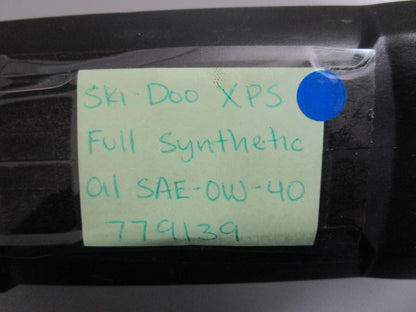 Ski-Doo XPS
Full Synthetic
Oil SAE-0W-40
779139